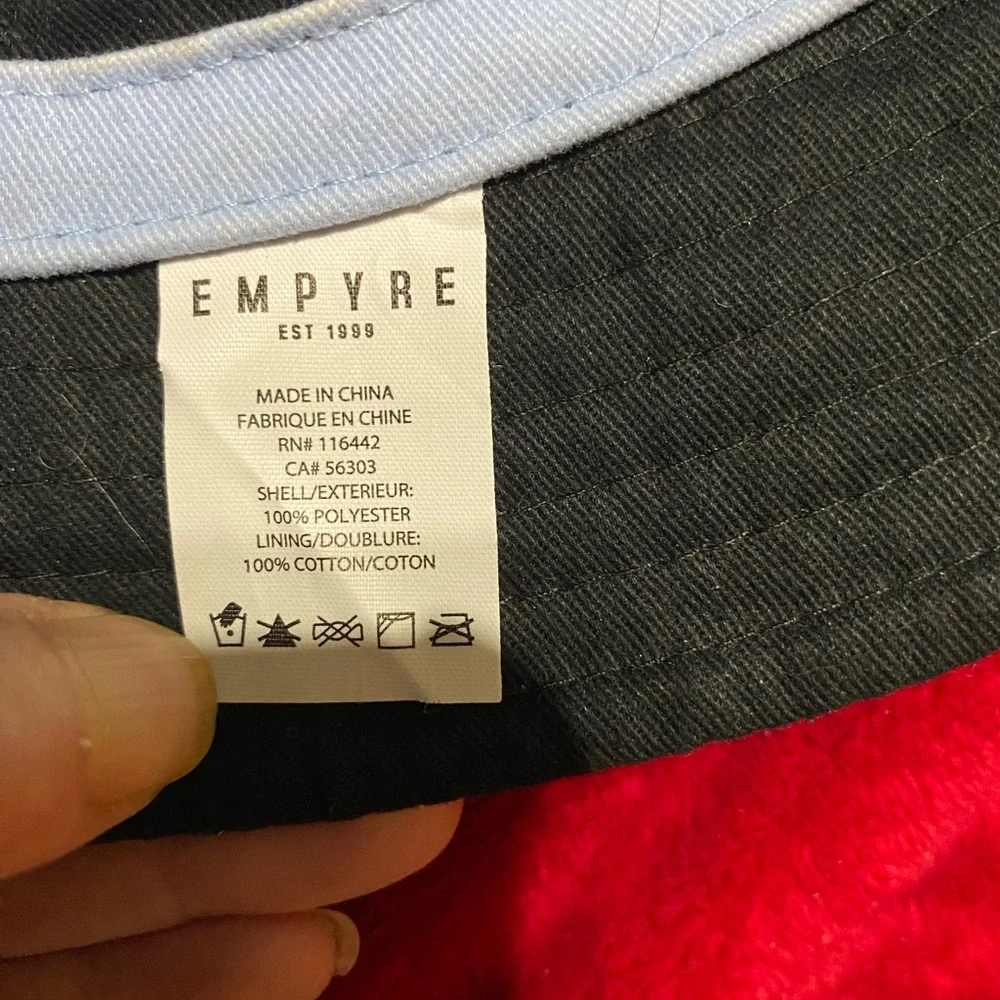 EMPYRE
EST 1999
MADE IN CHINA
FABRIQUE EN CHINE
RN# 116442
CA# 56303
SHELL/EXTERIEUR:
100% POLYESTER
LINING/DOUBLURE:
100% COTTON/COTON